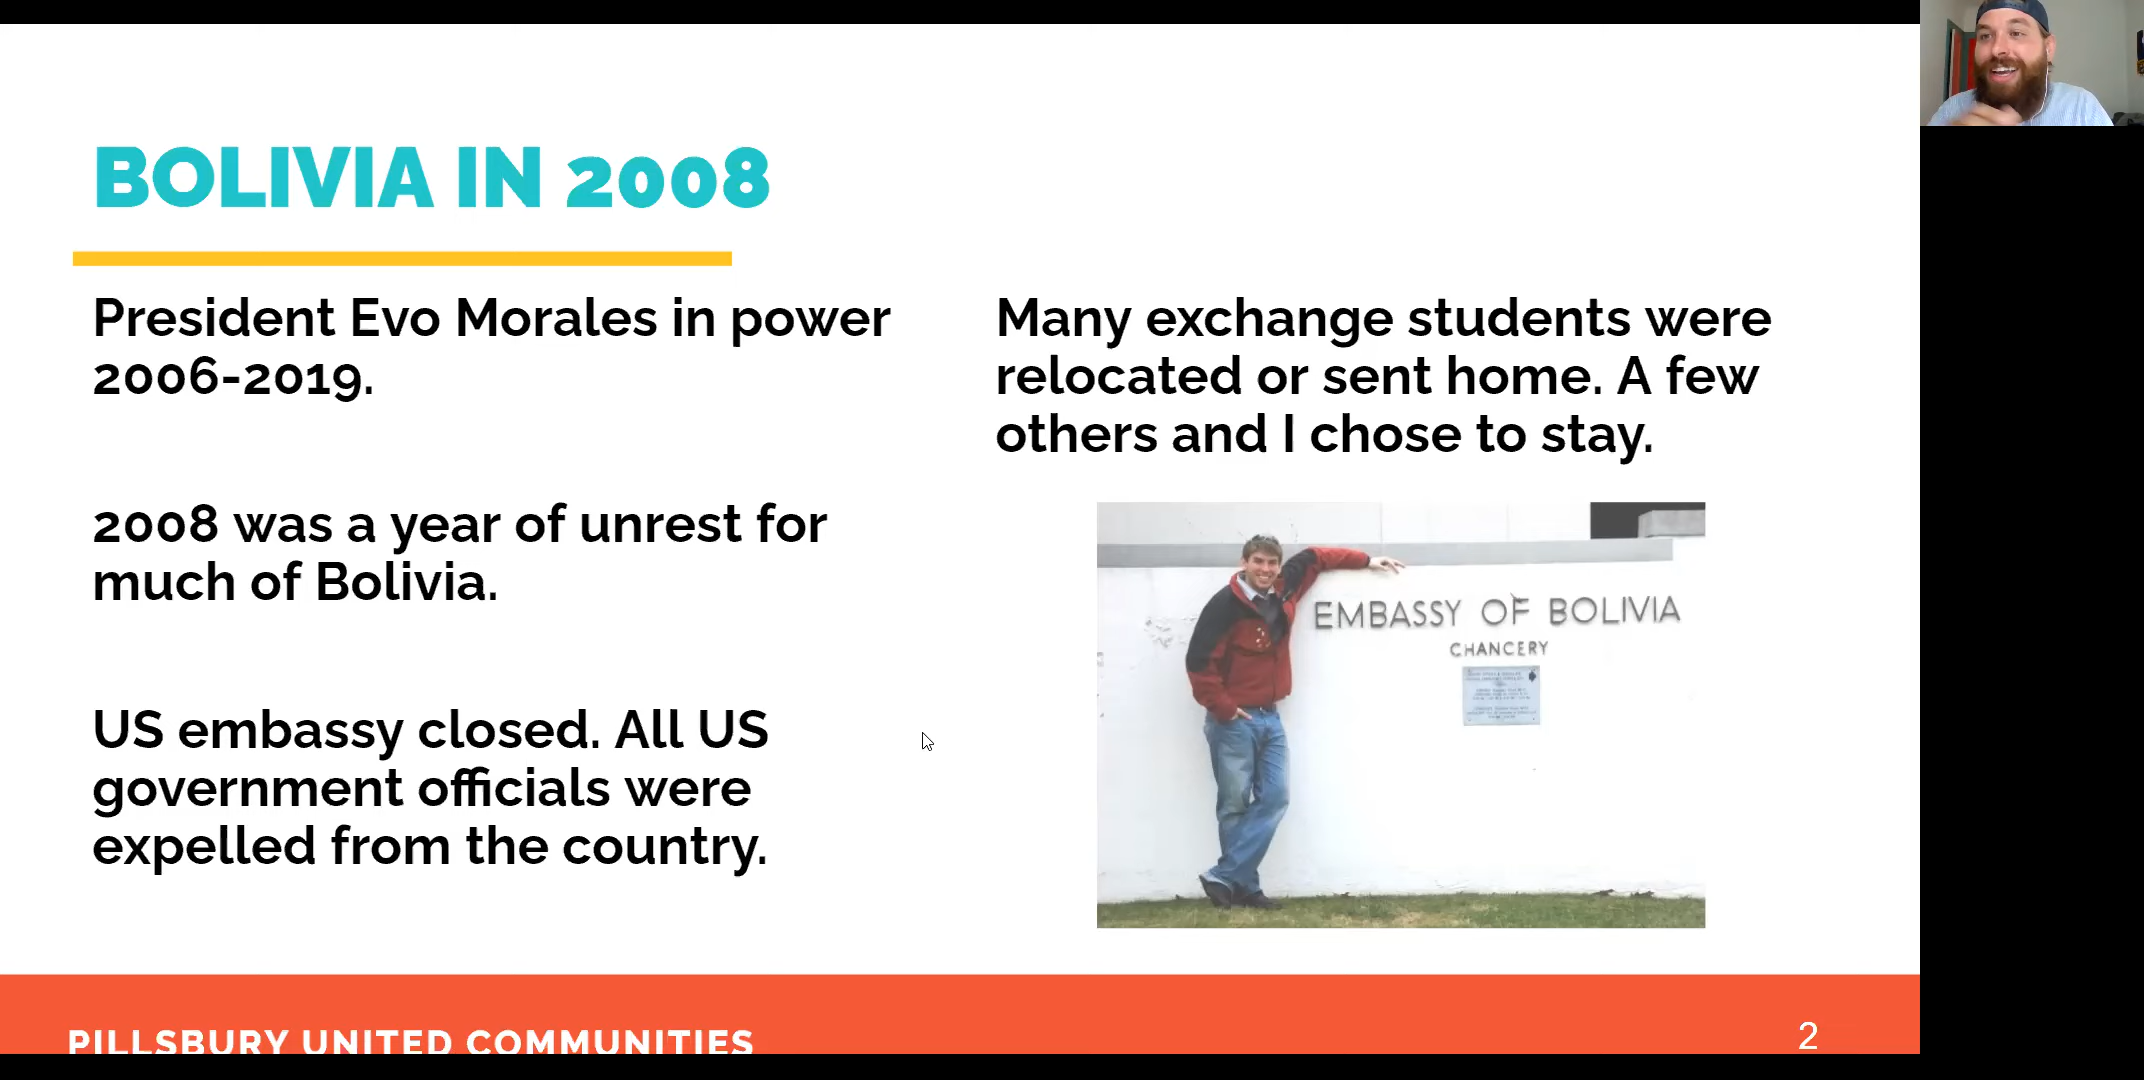 BOLIVIA IN 2008
President Evo Morales in power
2006-2019.
2008 was a year of unrest for
much of Bolivia.
US embassy closed. All US
government officials were
expelled from the country.
Many exchange students were
relocated or sent home. A few
others and I chose to stay.
EMBASSY OF BOLIVIA
CHANCERY
PILLSBURY UNITED COMMUNITIES
2